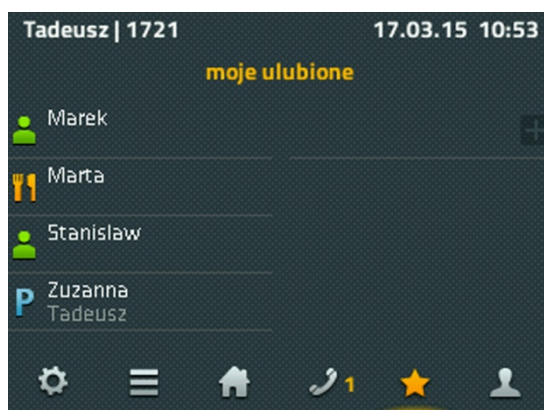 Tadeusz | 1721 17.03.15 10:53
moje ulubione
Marek
Marta
Stanislaw
P Zuzanna
Tadeusz
1